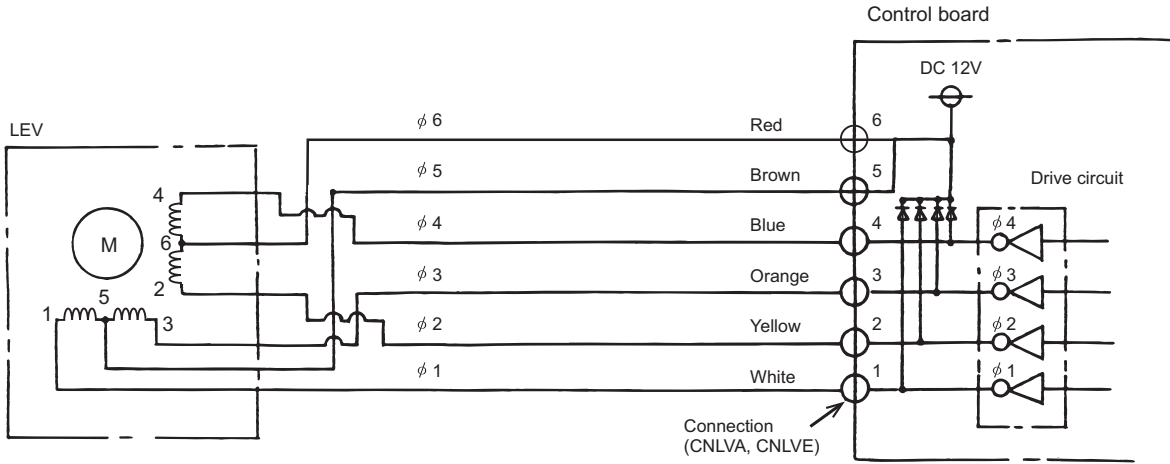 Control board
DC 12V
LEV
φ 6
Red
6
φ 5
Brown
5
Drive circuit
4
φ 4
Blue
4
φ 4
M
6
φ 3
Orange
3
φ 3
2
5
1
3
φ 2
Yellow
2
φ 2
φ 1
White
1
φ 1
Connection
(CNLVA, CNLVE)